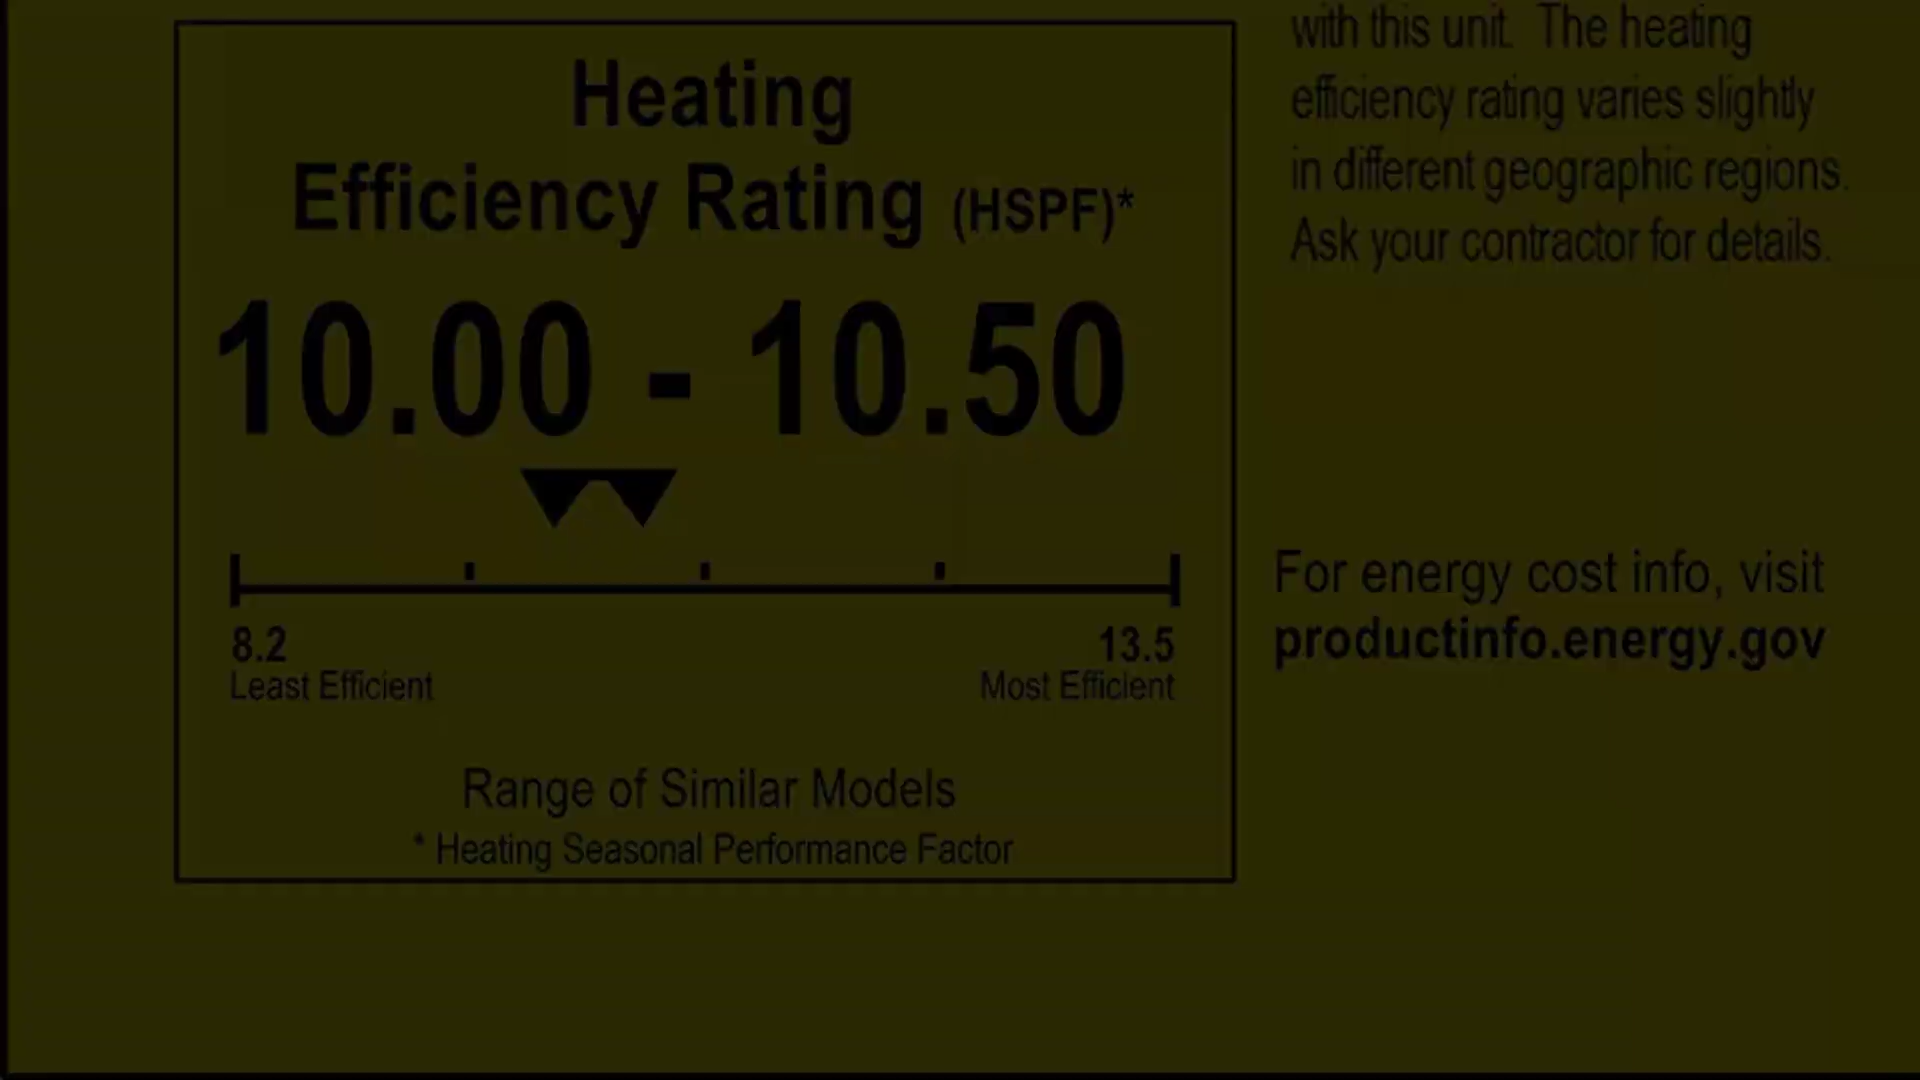 Heating
Efficiency Rating (HSPF)*
10.00 - 10.50
8.2
Least Efficient
13.5
Most Efficient
Range of Similar Models
* Heating Seasonal Performance Factor
with this unit. The heating
efficiency rating varies slightly
in different geographic regions.
Ask your contractor for details.
For energy cost info, visit
productinfo.energy.gov